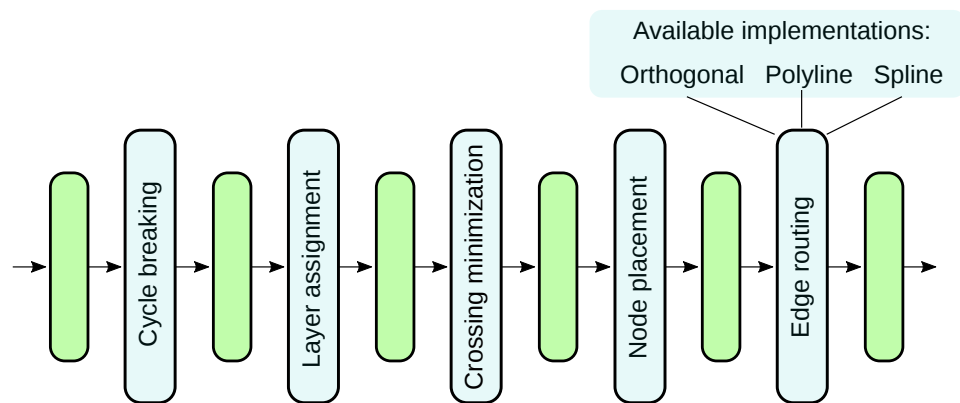 Available implementations:
Orthogonal Polyline Spline
Cycle breaking
Layer assignment
Crossing minimization
Node placement
Edge routing